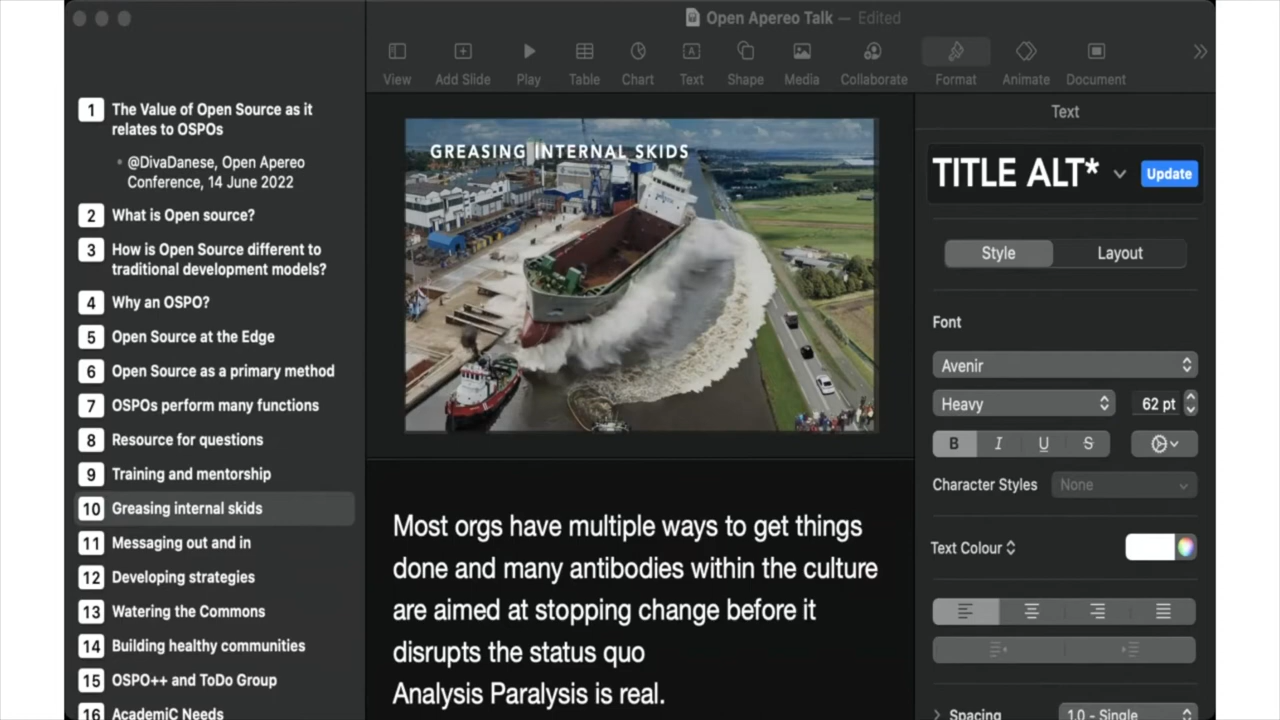 Open Apereo Talk — Edited
View
Add Slide
Play
Table
Chart
Text
Shape
Media
Collaborate
Format
Animate
Document
1 The Value of Open Source as it
relates to OSPOs
@DivaDanese, Open Apereo
Conference, 14 June 2022
2 What is Open source?
3 How is Open Source different to
traditional development models?
4 Why an OSPO?
5 Open Source at the Edge
6 Open Source as a primary method
7 OSPOs perform many functions
8 Resource for questions
9 Training and mentorship
10 Greasing internal skids
11 Messaging out and in
12 Developing strategies
13 Watering the Commons
14 Building healthy communities
15 OSPO++ and ToDo Group
16 AcademiC Needs
GREASING INTERNAL SKIDS
Most orgs have multiple ways to get things
done and many antibodies within the culture
are aimed at stopping change before it
disrupts the status quo
Analysis Paralysis is real.
Text
TITLE ALT*
Update
Style
Layout
Font
Avenir
Heavy
62 pt
B I U S
Character Styles
None
Text Colour
Spacing
1.0 - Single